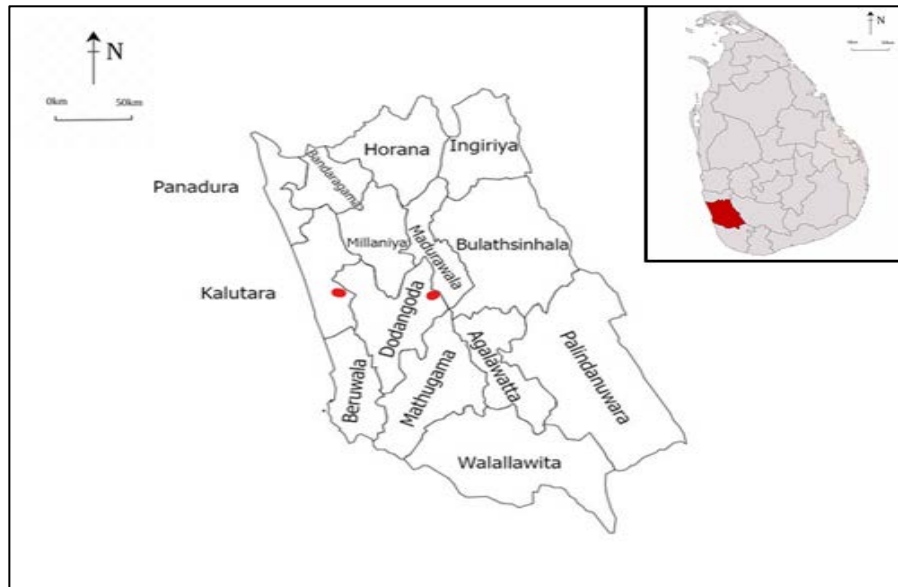 N
0km 50km
N
Horana
Ingiriya
Bandaragama
Panadura
Millaniya
Madurawala
Bulathsinhala
Kalutara
Dodangoda
Beruwala
Mathugama
Agalawatta
Palindanuwara
Walallawita